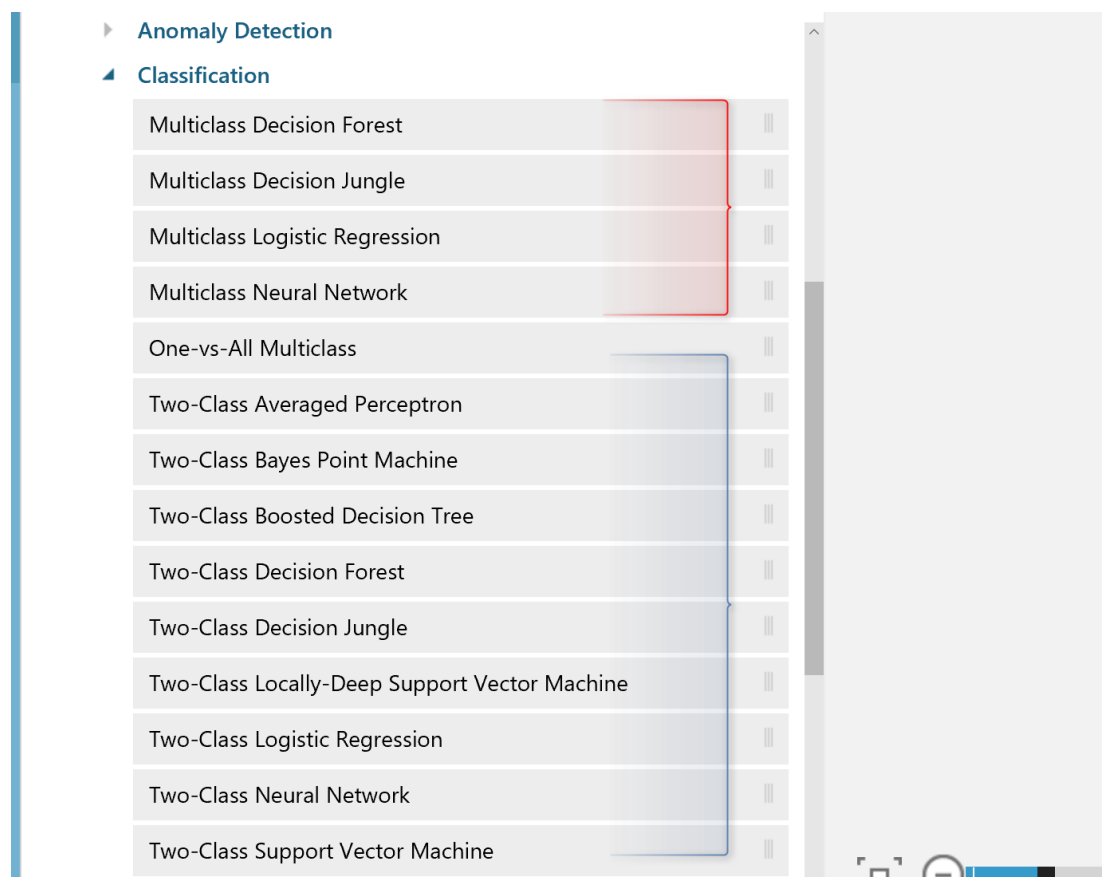 Anomaly Detection
Classification
Multiclass Decision Forest
Multiclass Decision Jungle
Multiclass Logistic Regression
Multiclass Neural Network
One-vs-All Multiclass
Two-Class Averaged Perceptron
Two-Class Bayes Point Machine
Two-Class Boosted Decision Tree
Two-Class Decision Forest
Two-Class Decision Jungle
Two-Class Locally-Deep Support Vector Machine
Two-Class Logistic Regression
Two-Class Neural Network
Two-Class Support Vector Machine